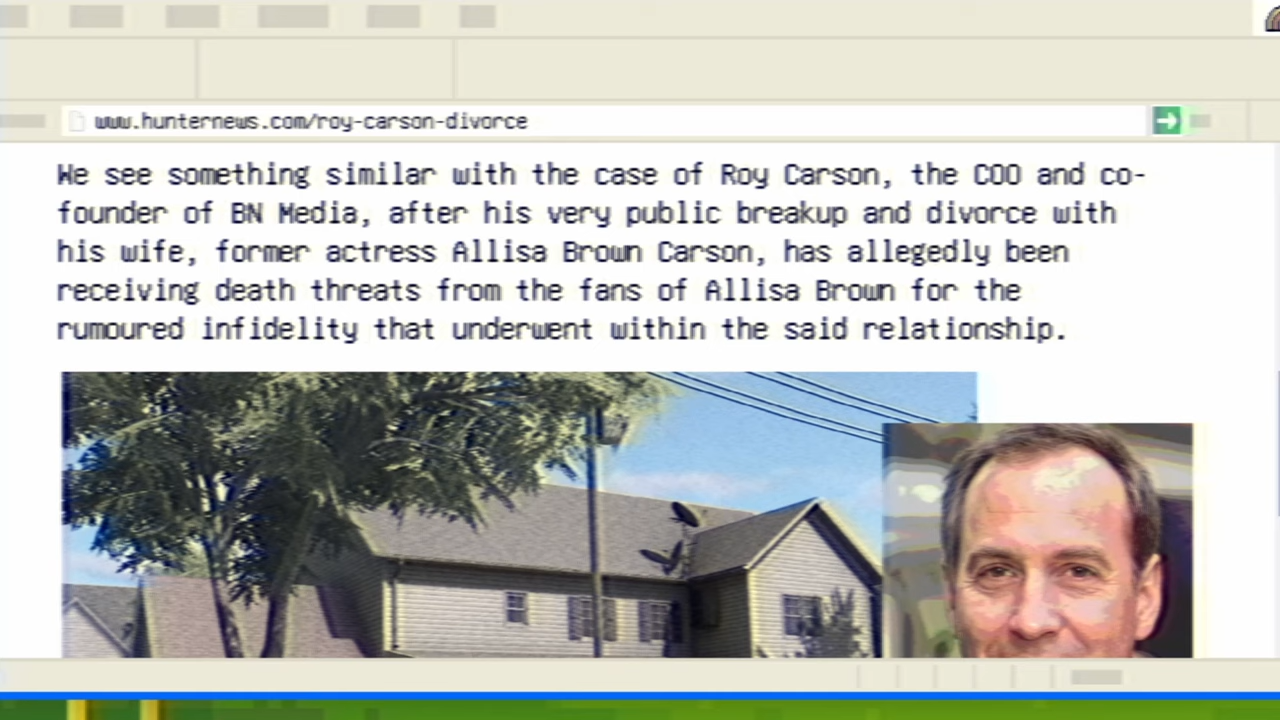 www.hunternews.com/roy-carson-divorce
We see something similar with the case of Roy Carson, the COO and co-
founder of BN Media, after his very public breakup and divorce with
his wife, former actress Allisa Brown Carson, has allegedly been
receiving death threats from the fans of Allisa Brown for the
rumoured infidelity that underwent within the said relationship.